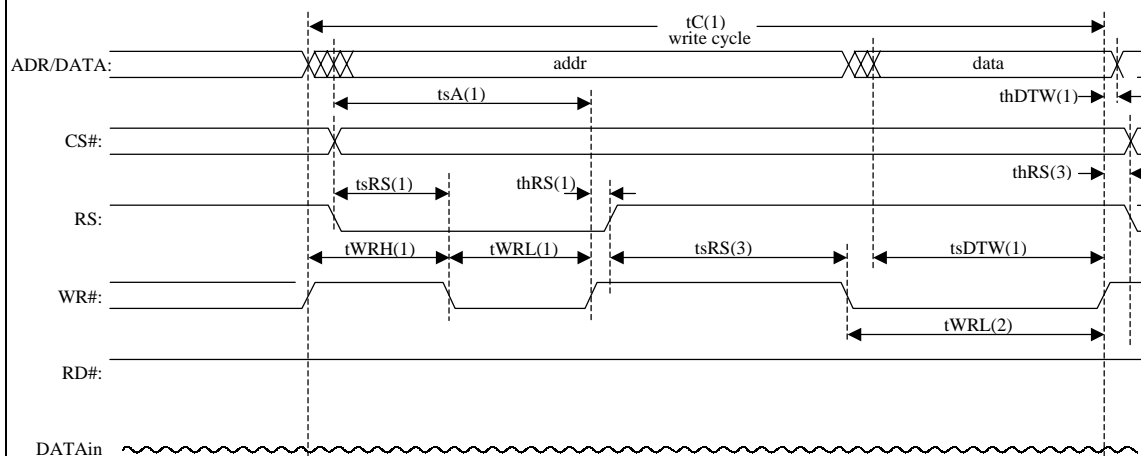 tC(1)
write cycle
ADR/DATA:
addr
data
tsA(1)
thDTW(1)
CS#:
tsRS(1)
thRS(1)
thRS(3)
RS:
tWRH(1)
tWRL(1)
tsRS(3)
tsDTW(1)
WR#:
tWRL(2)
RD#:
DATAin